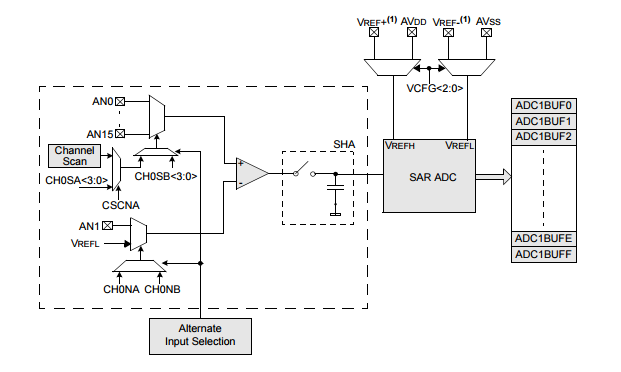 VREF+(1) AVDD VREF-(1) AVSS
VCFG<2:0>
AN0
AN15
Channel
Scan
CH0SA<3:0>
CH0SB<3:0>
CSCNA
AN1
VREFL
CH0NA CH0NB
+
-
SHA
VREFH VREFL
SAR ADC
ADC1BUF0
ADC1BUF1
ADC1BUF2
ADC1BUFE
ADC1BUFF
Alternate
Input Selection